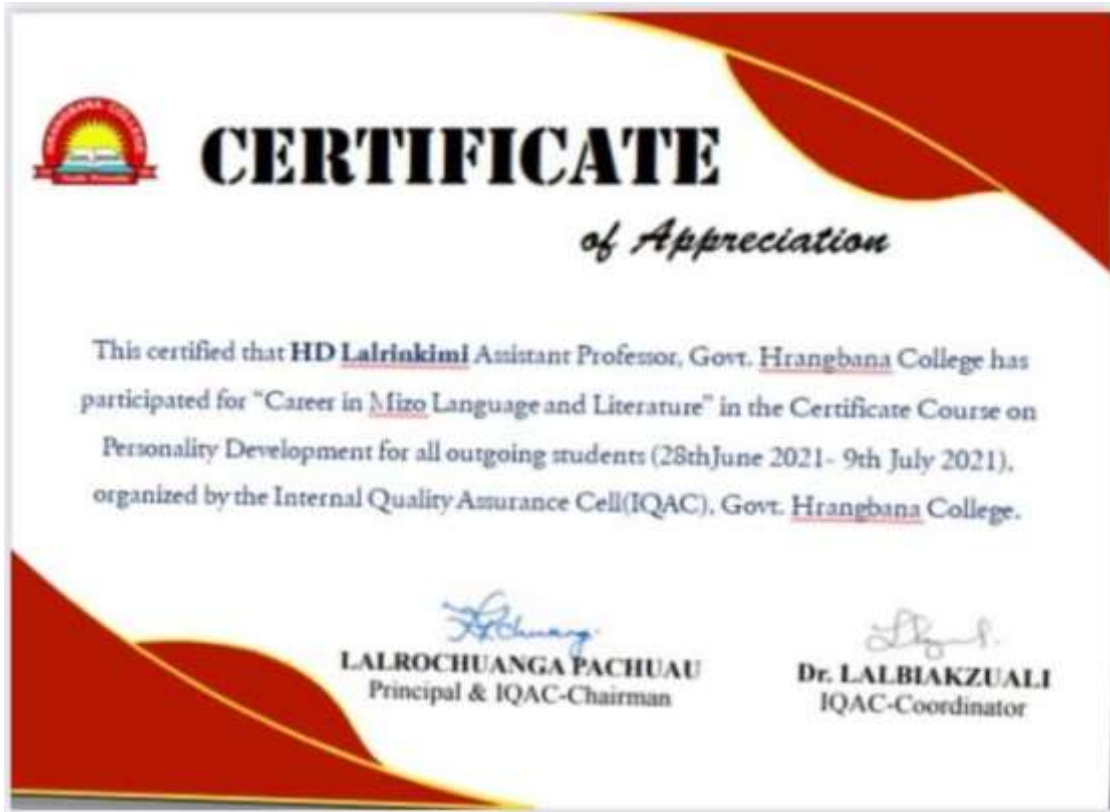 HRANGBANA COLLEGE
CERTIFICATE
of Appreciation
This certified that HD Lalrinkimi Assistant Professor, Govt. Hrangbana College has
participated for "Career in Mizo Language and Literature" in the Certificate Course on
Personality Development for all outgoing students (28thJune 2021- 9th July 2021),
organized by the Internal Quality Assurance Cell(IQAC), Govt. Hrangbana College.
LALROCHUANGA PACHUAU
Principal & IQAC-Chairman
Dr. LALBIAKZUALI
IQAC-Coordinator